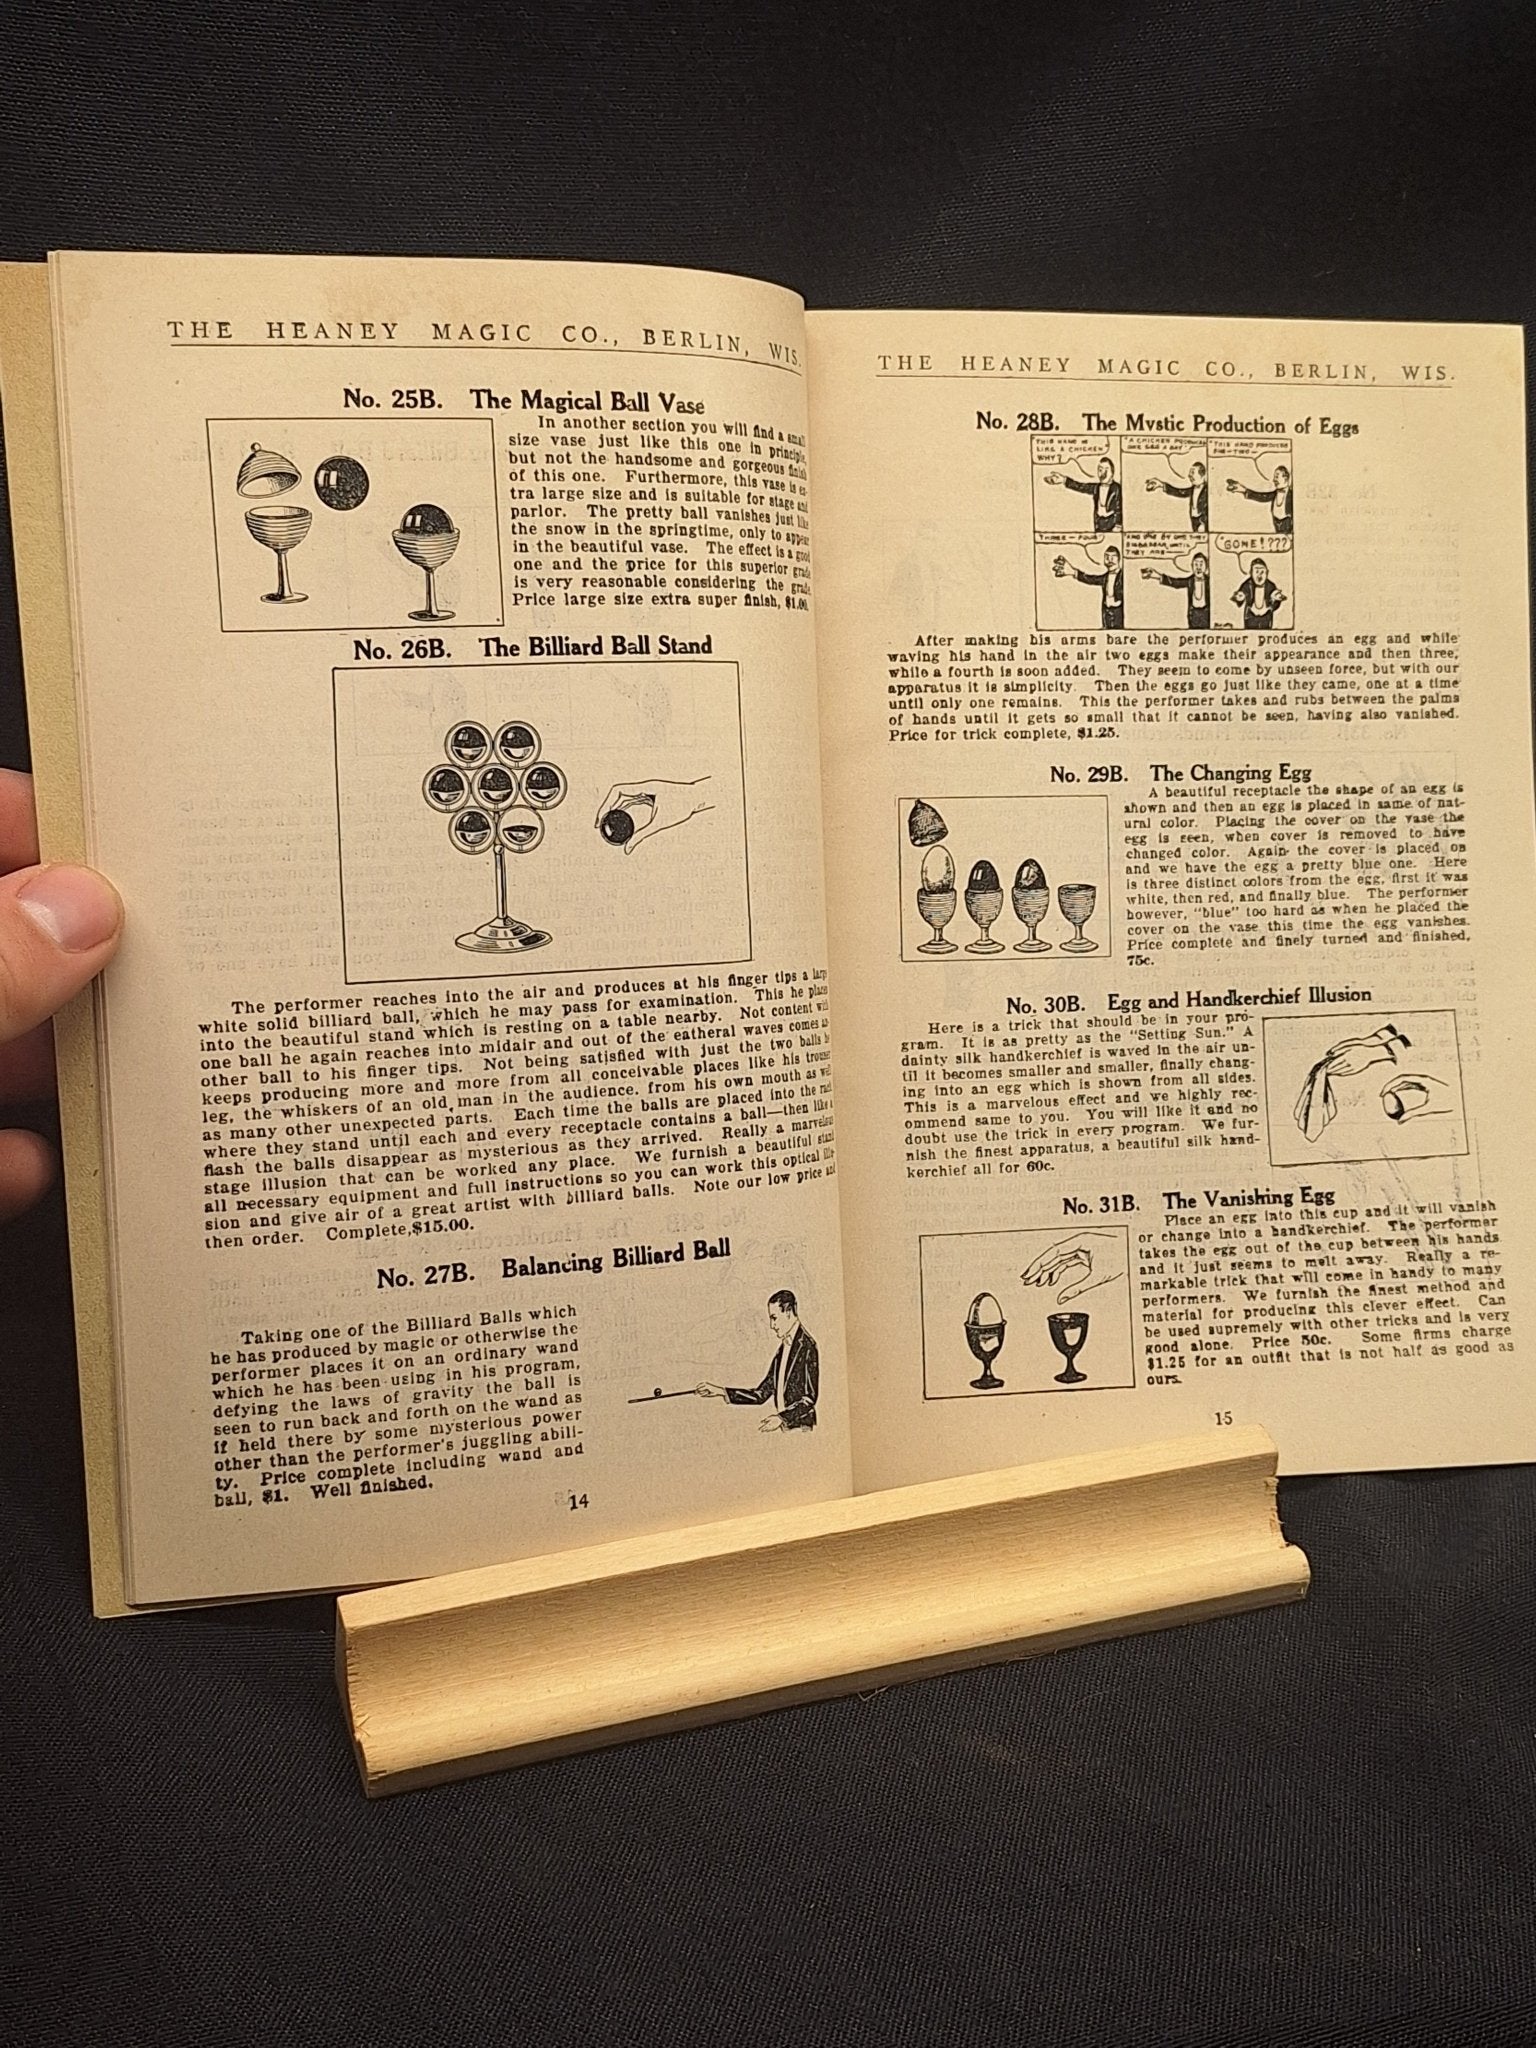 THE HEANEY MAGIC CO., BERLIN, WIS.
No. 25B. The Magical Ball Vase
In another section you will find a small
size vase just like this one in principle,
but not the handsome and gorgeous finish
of this one. Furthermore, this vase is ex-
tra large size and is suitable for stage and
parlor. The pretty ball vanishes just like
the snow in the springtime, only to appear
in the beautiful vase. The effect is a good
one and the price for this superior grade
is very reasonable considering the grade
Price large size extra super finish, $1.00.
No. 26B. The Billiard Ball Stand
The performer reaches into the air and produces at his finger tips a large
white solid billiard ball, which he may pass for examination. This he places
into the beautiful stand which is resting on a table nearby. Not content with
one ball he again reaches into midair and out of the eatheral waves comes an-
other ball to his finger tips. Not being satisfied with just the two balls he
keeps producing more and more from all conceivable places like his trouser
leg, the whiskers of an old man in the audience. from his own mouth as well
as many other unexpected parts. Each time the balls are placed into the rack
where they stand until each and every receptacle contains a ball—then like a
flash the balls disappear as mysterious as they arrived. Really a marvelous
stage illusion that can be worked any place. We furnish a beautiful stand
all necessary equipment and full instructions so you can work this optical illu-
sion and give air of a great artist with billiard balls. Note our low price and
then order. Complete,$15.00.
No. 27B. Balancing Billiard Ball
Taking one of the Billiard Balls which
he has produced by magic or otherwise the
performer places it on an ordinary wand
which he has been using in his program,
defying the laws of gravity the ball is
seen to run back and forth on the wand as
if held there by some mysterious power
other than the performer's juggling abili-
ty. Price complete including wand and
ball, $1. Well finished.
14
THE HEANEY MAGIC CO., BERLIN, WIS.
No. 28B. The Mystic Production of Eggs
THIS HAND IS
LIKE A CHICKEN
WHY?
A CHICKEN PRODUCES
ONE EGG A DAY
THIS HAND PRODUCES
ONE-TWO-
THREE - FOUR
AND ONE BY ONE THEY
DISAPPEAR UNTIL
THEY ARE
"GONE!???
After making his arms bare the performer produces an egg and while
waving his hand in the air two eggs make their appearance and then three,
while a fourth is soon added. They seem to come by unseen force, but with our
apparatus it is simplicity. Then the eggs go just like they came, one at a time
until only one remains. This the performer takes and rubs between the palms
of hands until it gets so small that it cannot be seen, having also vanished.
Price for trick complete, $1.25.
No. 29B. The Changing Egg
A beautiful receptacle the shape of an egg is
shown and then an egg is placed in same of nat-
ural color. Placing the cover on the vase the
egg is seen, when cover is removed to have
changed color. Again the cover is placed on
and we have the egg a pretty blue one. Here
is three distinct colors from the egg, first it was
white, then red, and finally blue. The performer
however, "blue" too hard as when he placed the
cover on the vase this time the egg vanishes.
Price complete and finely turned and finished,
75c.
No. 30B. Egg and Handkerchief Illusion
Here is a trick that should be in your pro-
gram. It is as pretty as the "Setting Sun." A
dainty silk handkerchief is waved in the air un-
til it becomes smaller and smaller, finally chang-
ing into an egg which is shown from all sides.
This is a marvelous effect and we highly rec-
ommend same to you. You will like it and no
doubt use the trick in every program. We fur-
nish the finest apparatus, a beautiful silk hand-
kerchief all for 60c.
No. 31B. The Vanishing Egg
Place an egg into this cup and it will vanish
or change into a handkerchief. The performer
takes the egg out of the cup between his hands
and it just seems to melt away. Really a re-
markable trick that will come in handy to many
performers. We furnish the finest method and
material for producing this clever effect. Can
be used supremely with other tricks and is very
good alone. Price 50c. Some firms charge
$1.25 for an outfit that is not half as good as
ours.
15